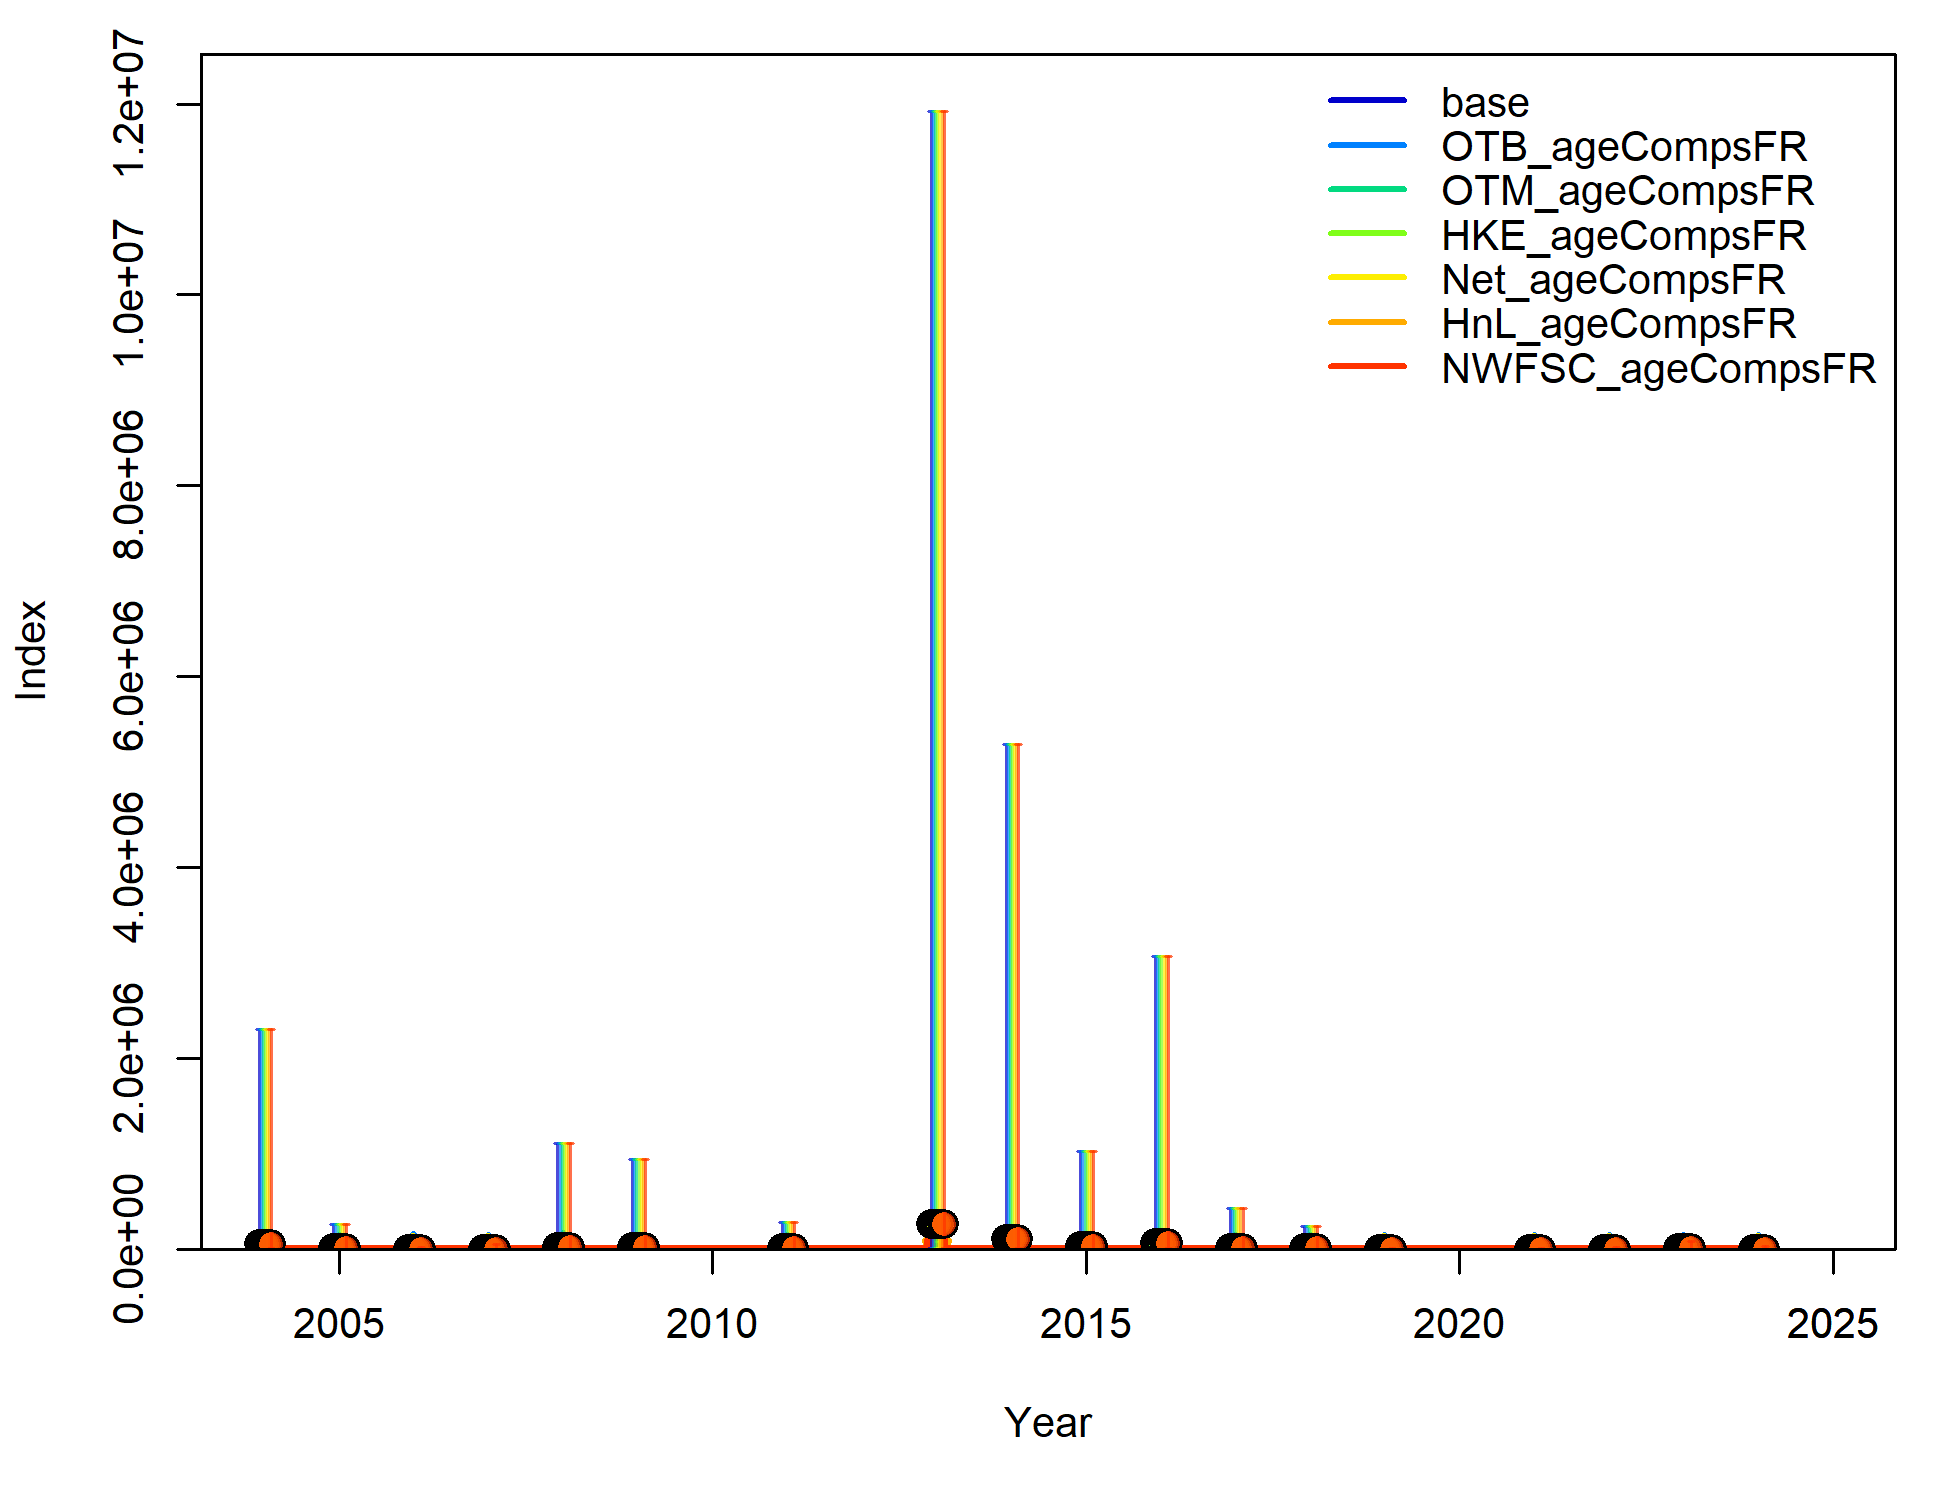 1.2e+07
1.0e+07
8.0e+06
6.0e+06
4.0e+06
2.0e+06
0.0e+00
Index
base
OTB_ageCompsFR
OTM_ageCompsFR
HKE_ageCompsFR
Net_ageCompsFR
HnL_ageCompsFR
NWFSC_ageCompsFR
2005 2010 2015 2020 2025
Year